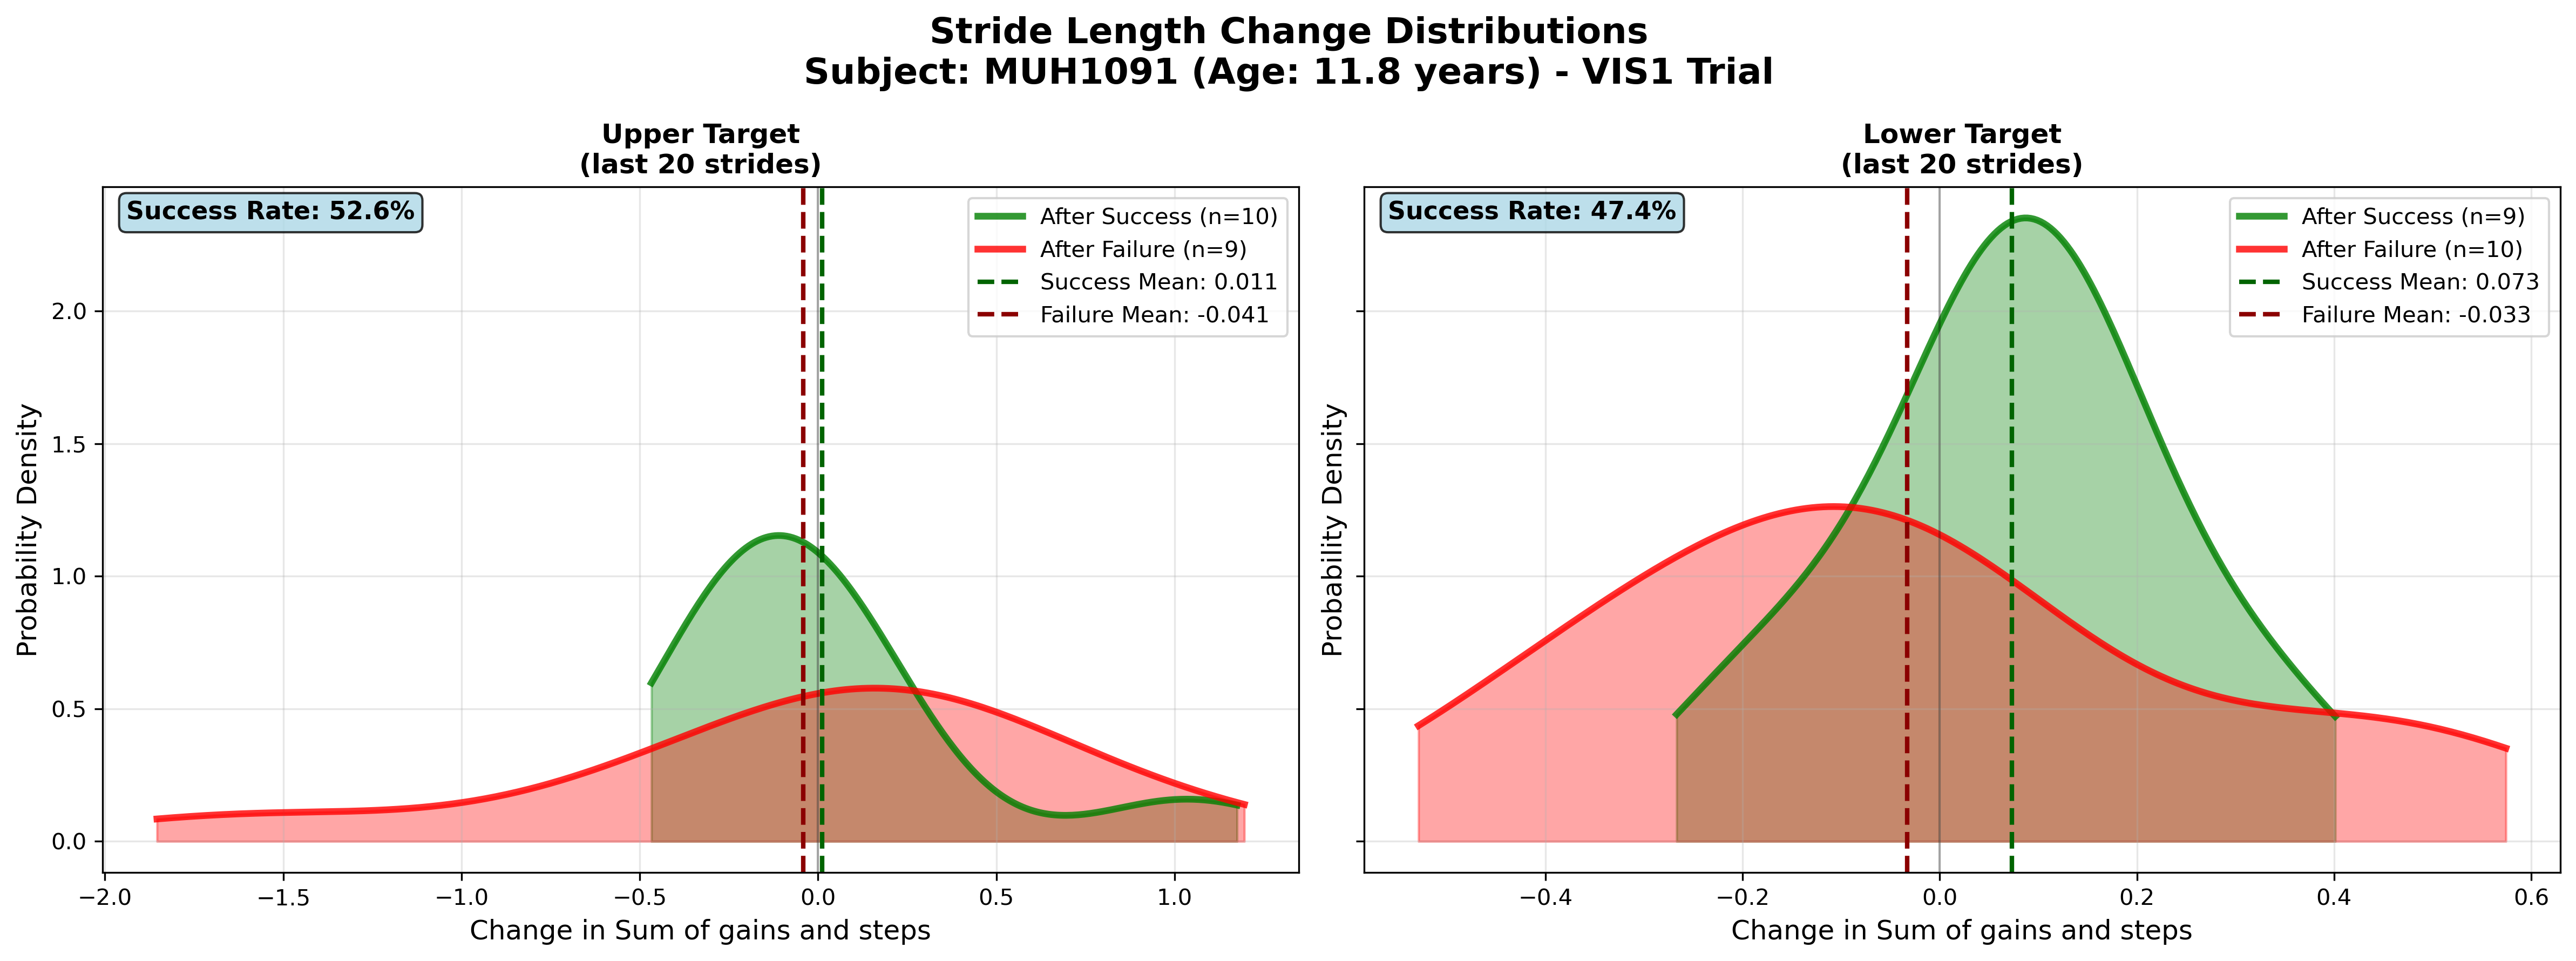 Stride Length Change Distributions
Subject: MUH1091 (Age: 11.8 years) - VIS1 Trial
Upper Target
(last 20 strides)
Success Rate: 52.6%
After Success (n=10)
After Failure (n=9)
Success Mean: 0.011
Failure Mean: -0.041
Probability Density
2.0
1.5
1.0
0.5
0.0
−2.0
−1.5
−1.0
−0.5
0.0
0.5
1.0
Change in Sum of gains and steps
Lower Target
(last 20 strides)
Success Rate: 47.4%
After Success (n=9)
After Failure (n=10)
Success Mean: 0.073
Failure Mean: -0.033
Probability Density
−0.4
−0.2
0.0
0.2
0.4
0.6
Change in Sum of gains and steps